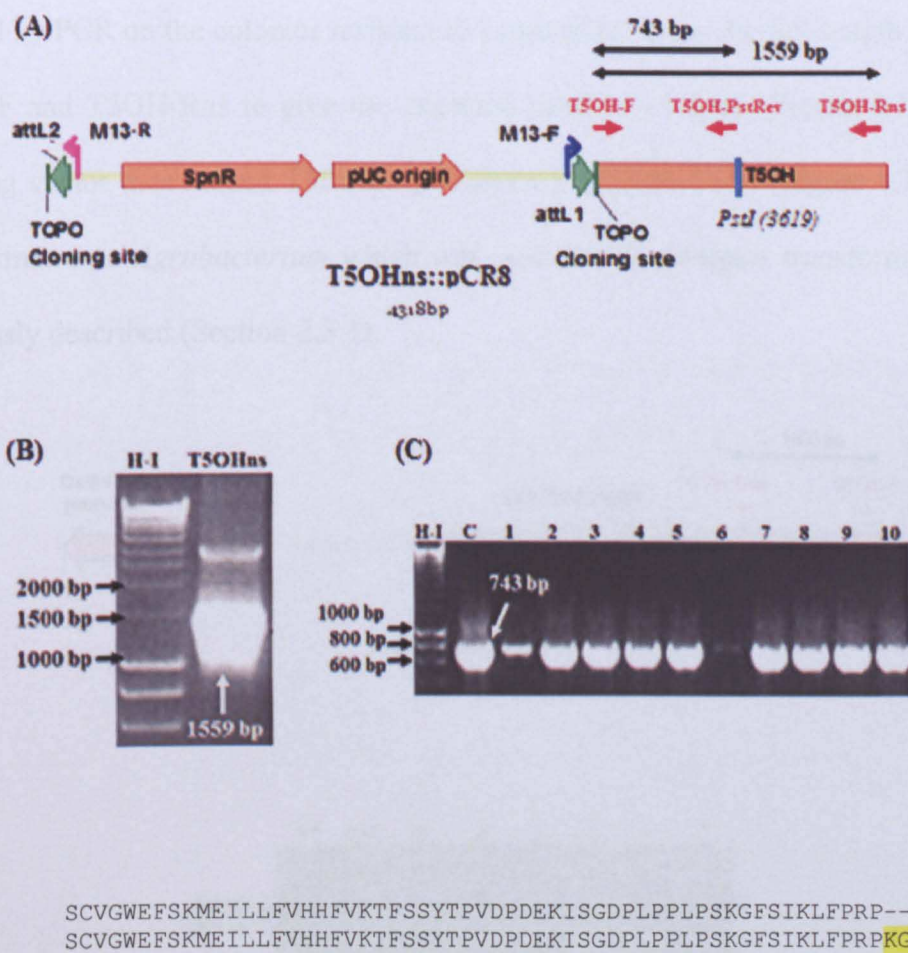 (A)
743 bp
1559 bp
T5OH-F T5OH-PstRev T5OH-Rns
attL2 M13-R M13-F
SpnR pUC origin T5OH
attL1 PstI (3619)
TOPO Cloning site
TOPO Cloning site
T5OHns::pCR8
4318bp
(B)
H-I T5OHns
2000 bp
1500 bp
1000 bp
1559 bp
(C)
H-I C 1 2 3 4 5 6 7 8 9 10
743 bp
1000 bp
800 bp
600 bp
SCVGWEFSKMEILLFVHHFVKTFSSYTPVDPDEKISGDPLPPLPSKGFSIKLFPRP--
SCVGWEFSKMEILLFVHHFVKTFSSYTPVDPDEKISGDPLPPLPSKGFSIKLFPRPKG